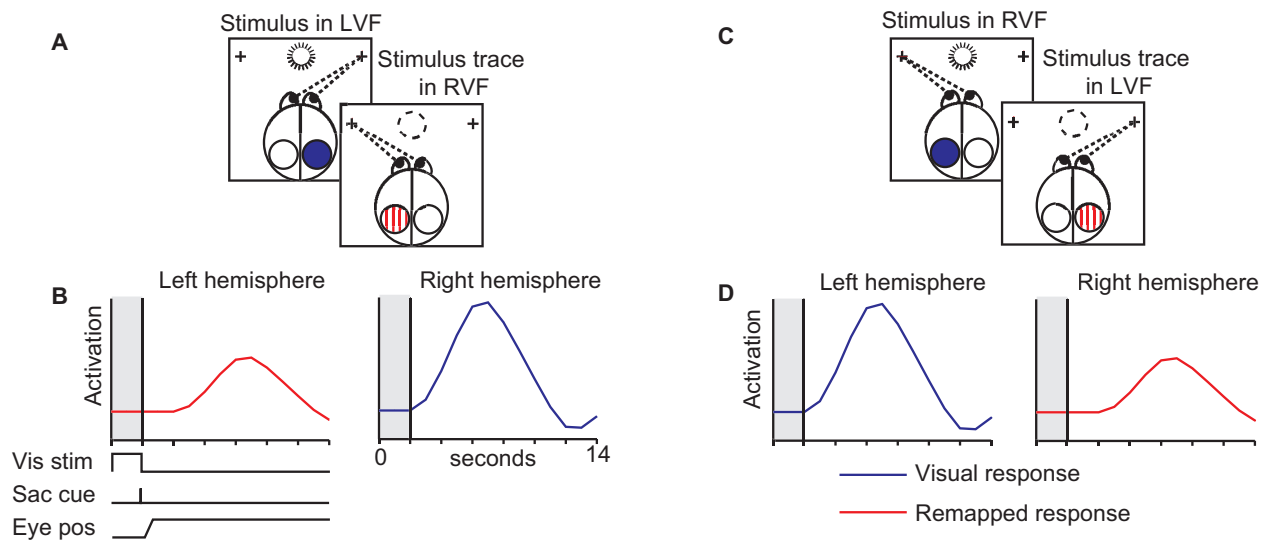 A
Stimulus in LVF
Stimulus trace
in RVF
B
Left hemisphere
Right hemisphere
Activation
0
seconds
14
Vis stim
Sac cue
Eye pos
C
Stimulus in RVF
Stimulus trace
in LVF
D
Left hemisphere
Right hemisphere
Activation
Visual response
Remapped response